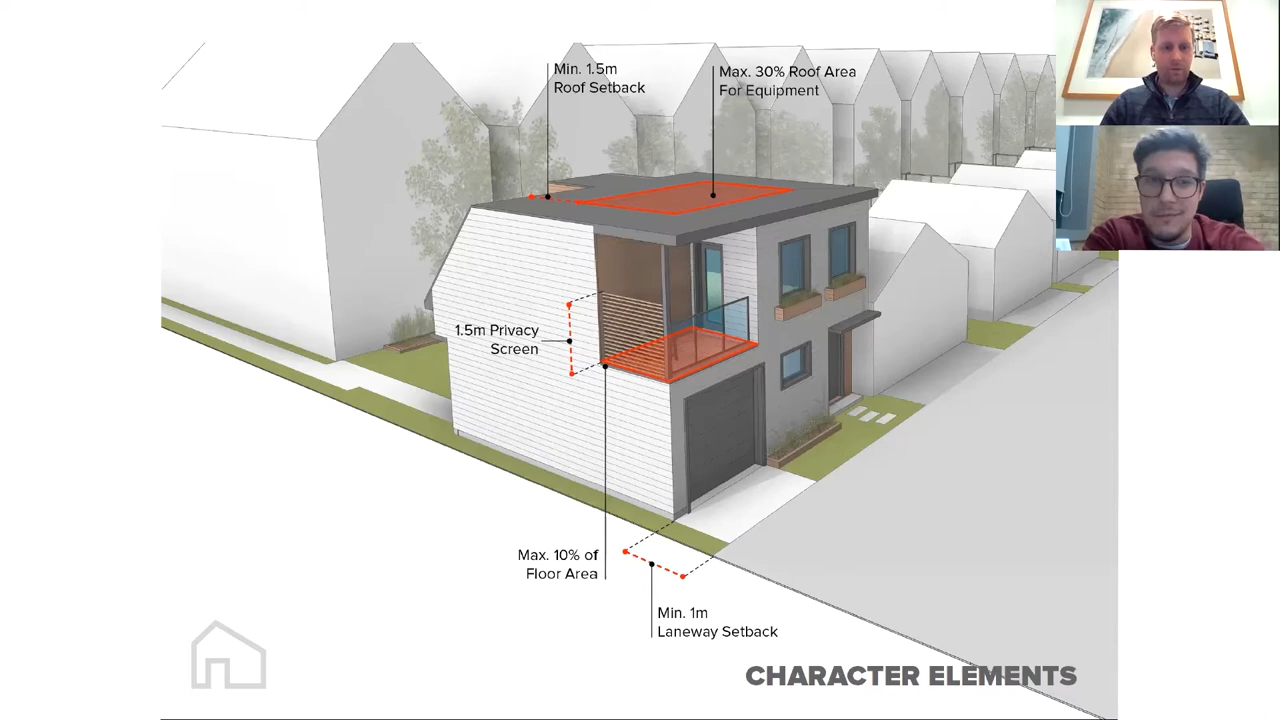 Min. 1.5m
Roof Setback
Max. 30% Roof Area
For Equipment
1.5m Privacy
Screen
Max. 10% of
Floor Area
Min. 1m
Laneway Setback
CHARACTER ELEMENTS